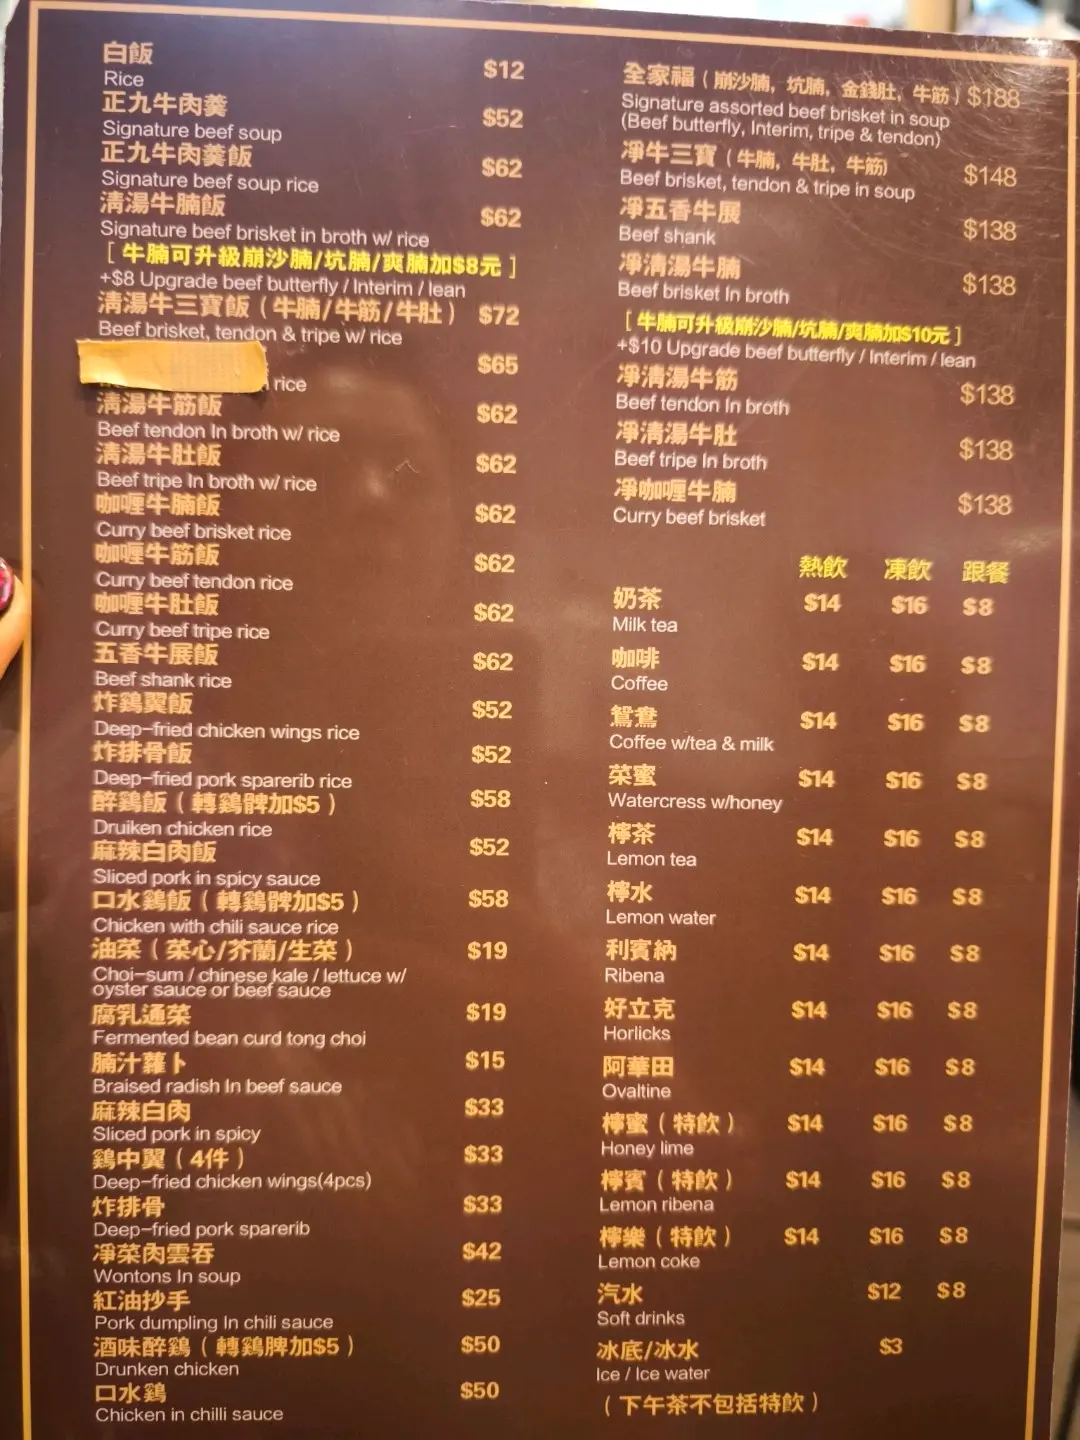 白飯 $12
Rice
正九牛肉羹 $52
Signature beef soup
正九牛肉羹飯 $62
Signature beef soup rice
清湯牛腩飯 $62
Signature beef brisket in broth w/ rice
[ 牛腩可升級崩沙腩/坑腩/爽腩加$8元 ]
+$8 Upgrade beef butterfly / Interim / lean
清湯牛三寶飯 ( 牛腩/牛筋/牛肚 ) $72
Beef brisket, tendon & tripe w/ rice
$65
rice
清湯牛筋飯 $62
Beef tendon In broth w/ rice
清湯牛肚飯 $62
Beef tripe In broth w/ rice
咖喱牛腩飯 $62
Curry beef brisket rice
咖喱牛筋飯 $62
Curry beef tendon rice
咖喱牛肚飯 $62
Curry beef tripe rice
五香牛展飯 $62
Beef shank rice
炸鷄翼飯 $52
Deep-fried chicken wings rice
炸排骨飯 $52
Deep-fried pork sparerib rice
醉鷄飯 ( 轉鷄髀加$5 ) $58
Druiken chicken rice
麻辣白肉飯 $52
Sliced pork in spicy sauce
口水鷄飯 ( 轉鷄髀加$5 ) $58
Chicken with chili sauce rice
油菜 ( 菜心/芥蘭/生菜 ) $19
Choi-sum / chinese kale / lettuce w/
oyster sauce or beef sauce
腐乳通菜 $19
Fermented bean curd tong choi
腩汁蘿卜 $15
Braised radish In beef sauce
麻辣白肉 $33
Sliced pork in spicy
鷄中翼 ( 4件 ) $33
Deep-fried chicken wings(4pcs)
炸排骨 $33
Deep-fried pork sparerib
凈菜肉雲吞 $42
Wontons In soup
紅油抄手 $25
Pork dumpling In chili sauce
酒味醉鷄 ( 轉鷄脾加$5 ) $50
Drunken chicken
口水鷄 $50
Chicken in chilli sauce
全家福 ( 崩沙腩, 坑腩, 金錢肚, 牛筋 ) $188
Signature assorted beef brisket in soup
(Beef butterfly, Interim, tripe & tendon)
凈牛三寶 ( 牛腩, 牛肚, 牛筋) $148
Beef brisket, tendon & tripe in soup
凈五香牛展 $138
Beef shank
凈清湯牛腩 $138
Beef brisket In broth
[ 牛腩可升級崩沙腩/坑腩/爽腩加$10元 ]
+$10 Upgrade beef butterfly / Interim / lean
凈清湯牛筋 $138
Beef tendon In broth
凈清湯牛肚 $138
Beef tripe In broth
凈咖喱牛腩 $138
Curry beef brisket
熱飲 凍飲 跟餐
奶茶 $14 $16 $8
Milk tea
咖啡 $14 $16 $8
Coffee
鴛鴦 $14 $16 $8
Coffee w/tea & milk
菜蜜 $14 $16 $8
Watercress w/honey
檸茶 $14 $16 $8
Lemon tea
檸水 $14 $16 $8
Lemon water
利賓納 $14 $16 $8
Ribena
好立克 $14 $16 $8
Horlicks
阿華田 $14 $16 $8
Ovaltine
檸蜜 ( 特飲 ) $14 $16 $8
Honey lime
檸賓 ( 特飲 ) $14 $16 $8
Lemon ribena
檸樂 ( 特飲 ) $14 $16 $8
Lemon coke
汽水 $12 $8
Soft drinks
冰底/冰水 $3
Ice / Ice water
( 下午茶不包括特飲 )